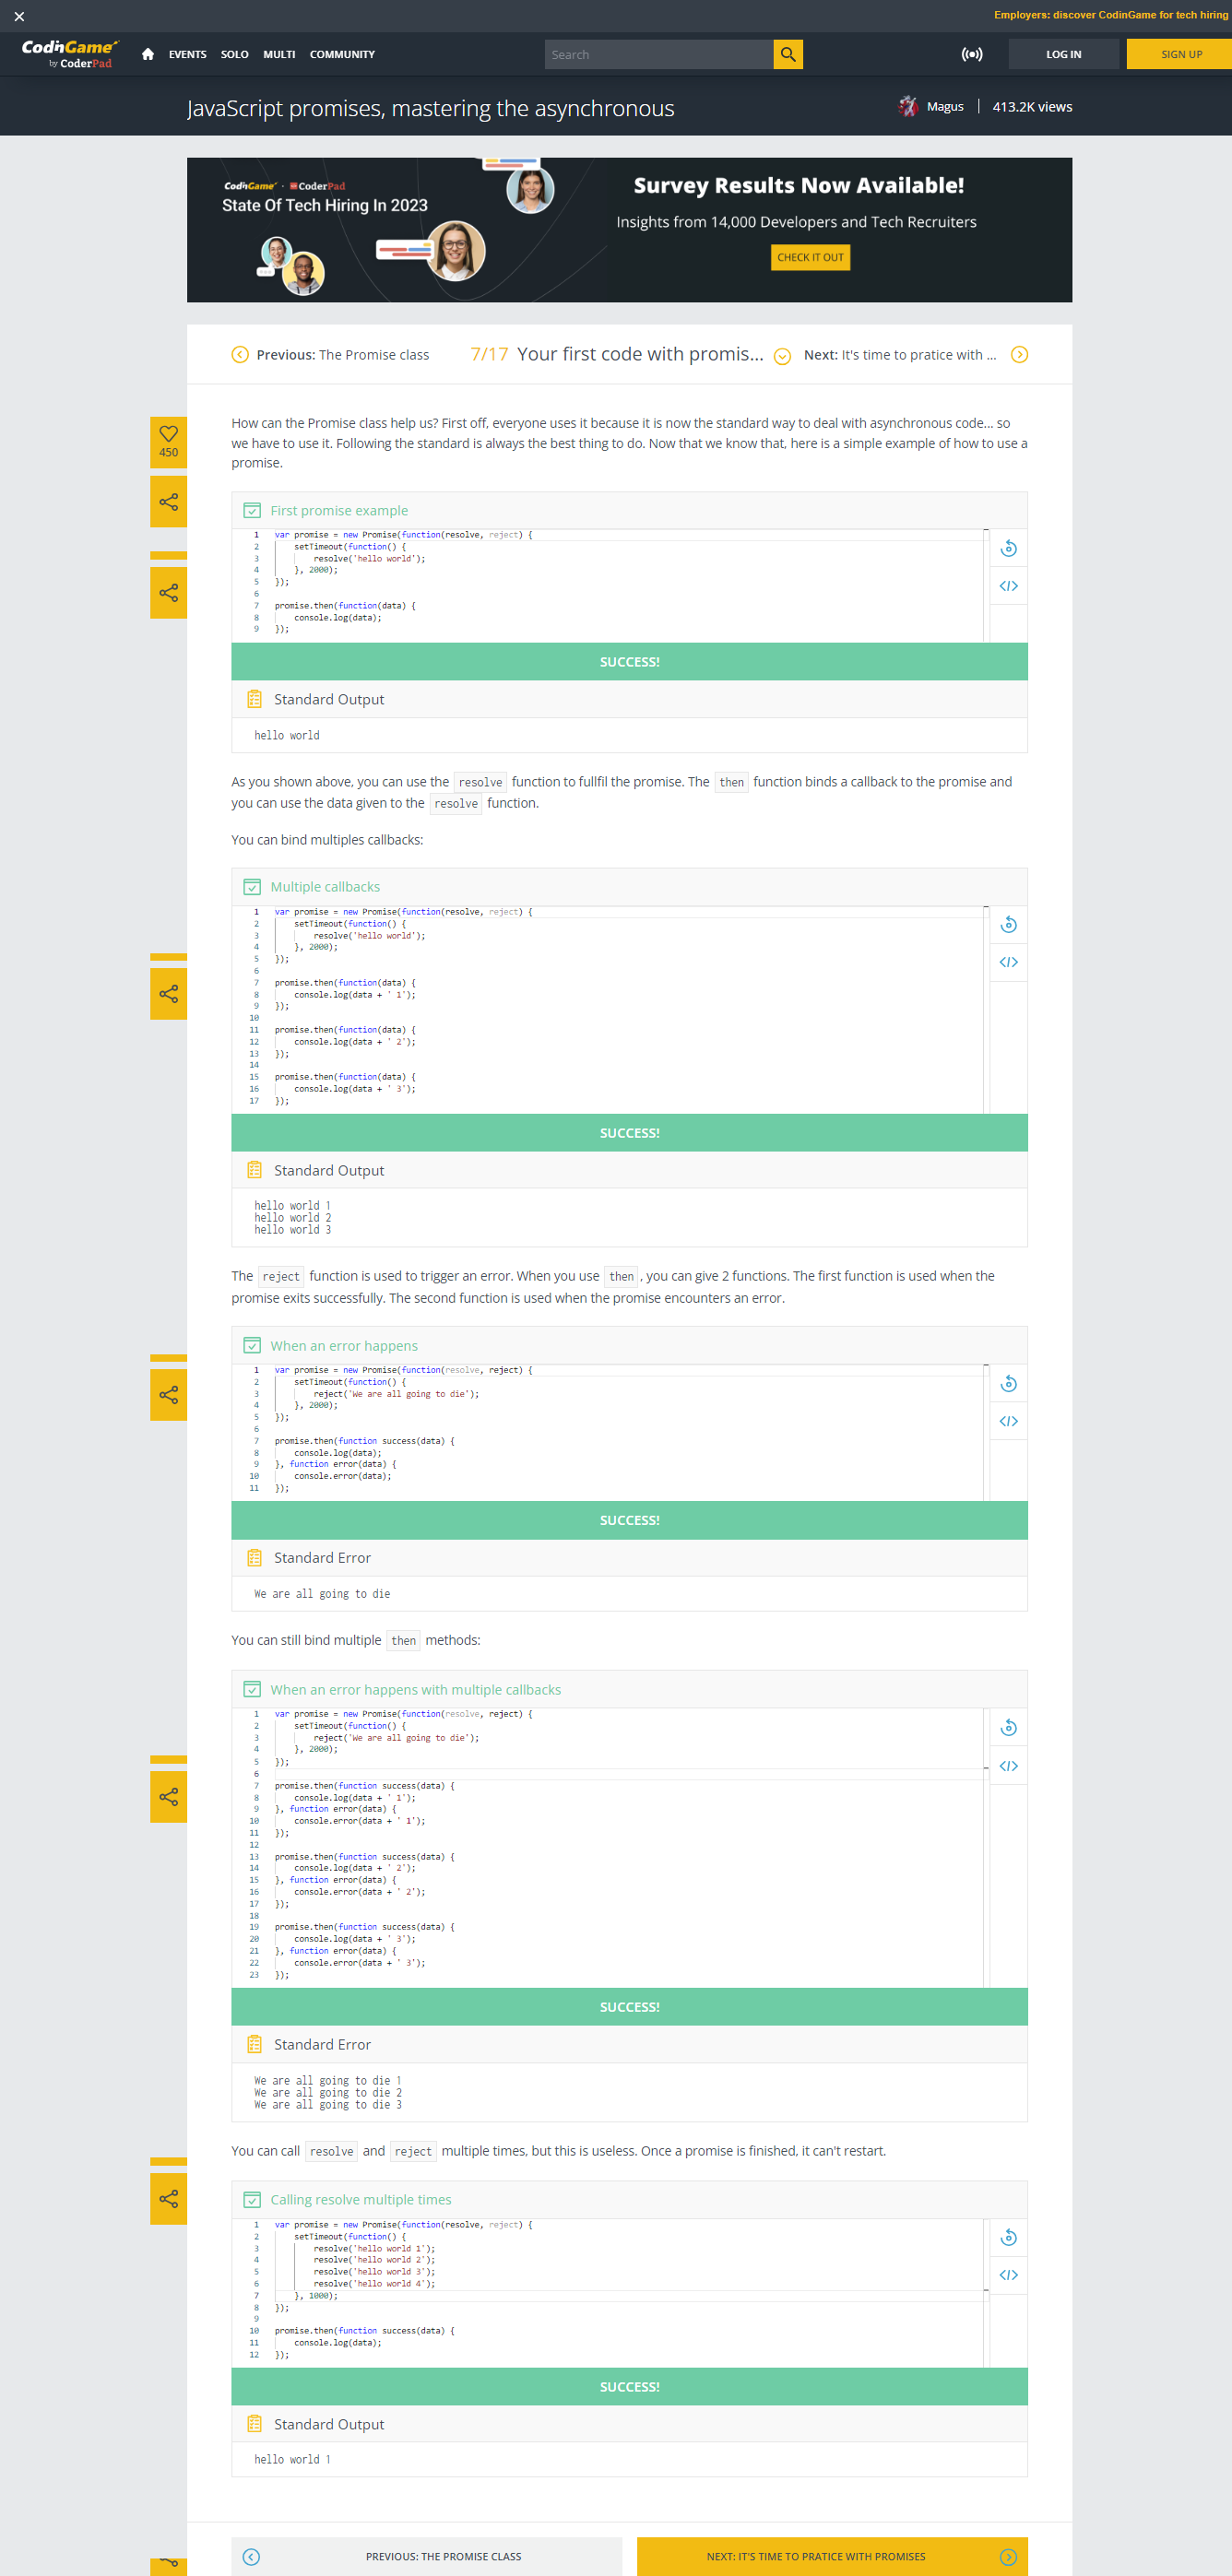 Employers: discover CodinGame for tech hiring
CodinGame
by CoderPad
EVENTS SOLO MULTI COMMUNITY
Search
LOG IN
SIGN UP
JavaScript promises, mastering the asynchronous
Magus
413.2K views
CodinGame · CoderPad
State Of Tech Hiring In 2023
Survey Results Now Available!
Insights from 14,000 Developers and Tech Recruiters
CHECK IT OUT
Previous: The Promise class
7/17 Your first code with promis...
Next: It's time to pratice with ...
450
How can the Promise class help us? First off, everyone uses it because it is now the standard way to deal with asynchronous code... so
we have to use it. Following the standard is always the best thing to do. Now that we know that, here is a simple example of how to use a
promise.
First promise example
1 var promise = new Promise(function(resolve, reject) {
2 setTimeout(function() {
3 resolve('hello world');
4 }, 2000);
5 });
6
7 promise.then(function(data) {
8 console.log(data);
9 });
SUCCESS!
Standard Output
hello world
As you shown above, you can use the resolve function to fullfil the promise. The then function binds a callback to the promise and
you can use the data given to the resolve function.
You can bind multiples callbacks:
Multiple callbacks
1 var promise = new Promise(function(resolve, reject) {
2 setTimeout(function() {
3 resolve('hello world');
4 }, 2000);
5 });
6
7 promise.then(function(data) {
8 console.log(data + ' 1');
9 });
10
11 promise.then(function(data) {
12 console.log(data + ' 2');
13 });
14
15 promise.then(function(data) {
16 console.log(data + ' 3');
17 });
SUCCESS!
Standard Output
hello world 1
hello world 2
hello world 3
The reject function is used to trigger an error. When you use then , you can give 2 functions. The first function is used when the
promise exits successfully. The second function is used when the promise encounters an error.
When an error happens
1 var promise = new Promise(function(resolve, reject) {
2 setTimeout(function() {
3 reject('We are all going to die');
4 }, 2000);
5 });
6
7 promise.then(function success(data) {
8 console.log(data);
9 }, function error(data) {
10 console.error(data);
11 });
SUCCESS!
Standard Error
We are all going to die
You can still bind multiple then methods:
When an error happens with multiple callbacks
1 var promise = new Promise(function(resolve, reject) {
2 setTimeout(function() {
3 reject('We are all going to die');
4 }, 2000);
5 });
6
7 promise.then(function success(data) {
8 console.log(data + ' 1');
9 }, function error(data) {
10 console.error(data + ' 1');
11 });
12
13 promise.then(function success(data) {
14 console.log(data + ' 2');
15 }, function error(data) {
16 console.error(data + ' 2');
17 });
18
19 promise.then(function success(data) {
20 console.log(data + ' 3');
21 }, function error(data) {
22 console.error(data + ' 3');
23 });
SUCCESS!
Standard Error
We are all going to die 1
We are all going to die 2
We are all going to die 3
You can call resolve and reject multiple times, but this is useless. Once a promise is finished, it can't restart.
Calling resolve multiple times
1 var promise = new Promise(function(resolve, reject) {
2 setTimeout(function() {
3 resolve('hello world 1');
4 resolve('hello world 2');
5 resolve('hello world 3');
6 resolve('hello world 4');
7 }, 1000);
8 });
9
10 promise.then(function success(data) {
11 console.log(data);
12 });
SUCCESS!
Standard Output
hello world 1
PREVIOUS: THE PROMISE CLASS
NEXT: IT'S TIME TO PRATICE WITH PROMISES